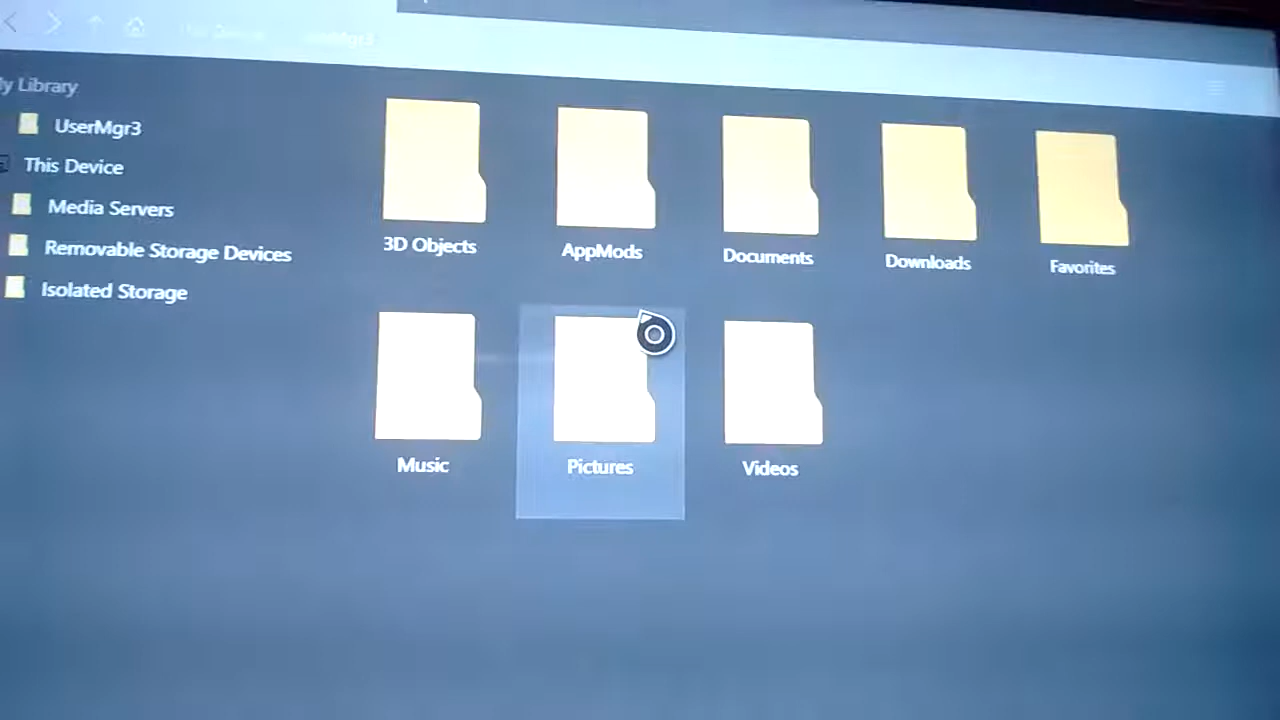 My Library
UserMgr3
This Device
Media Servers
Removable Storage Devices
Isolated Storage
3D Objects
AppMods
Documents
Downloads
Favorites
Music
Pictures
Videos